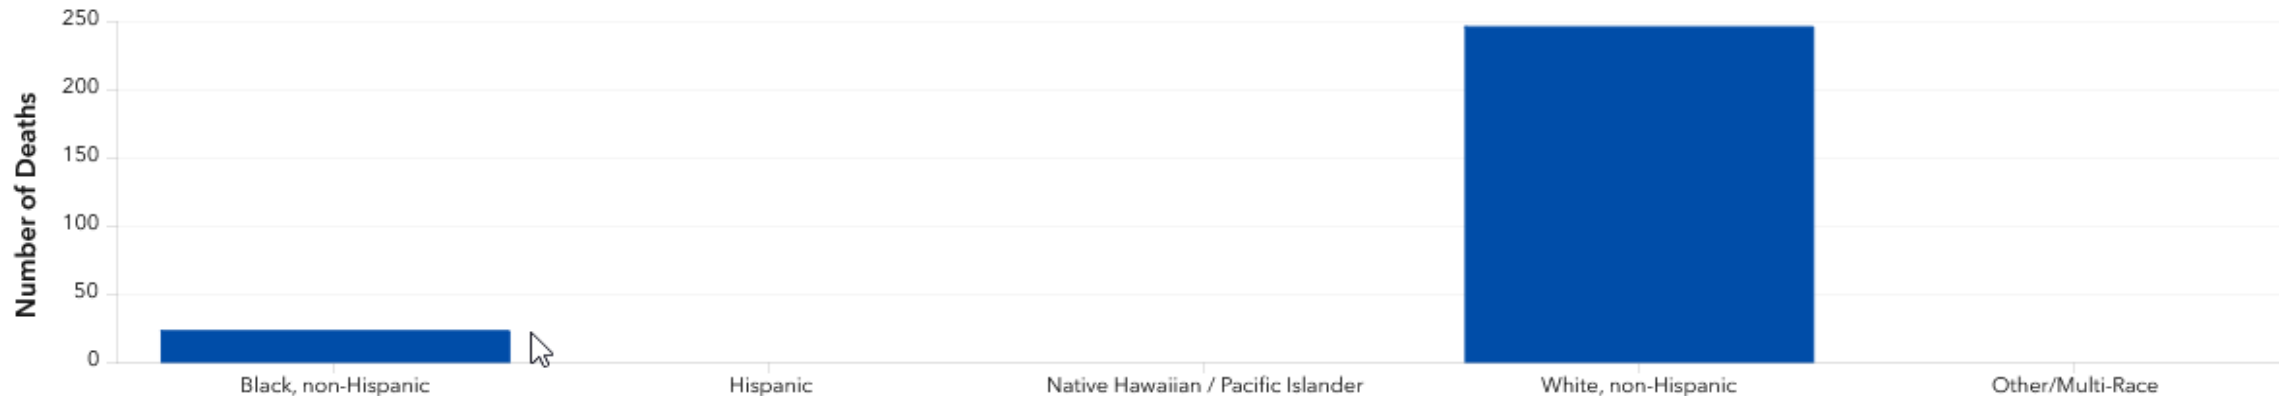 Number of Deaths
250
200
150
100
50
0
Black, non-Hispanic
Hispanic
Native Hawaiian / Pacific Islander
White, non-Hispanic
Other/Multi-Race